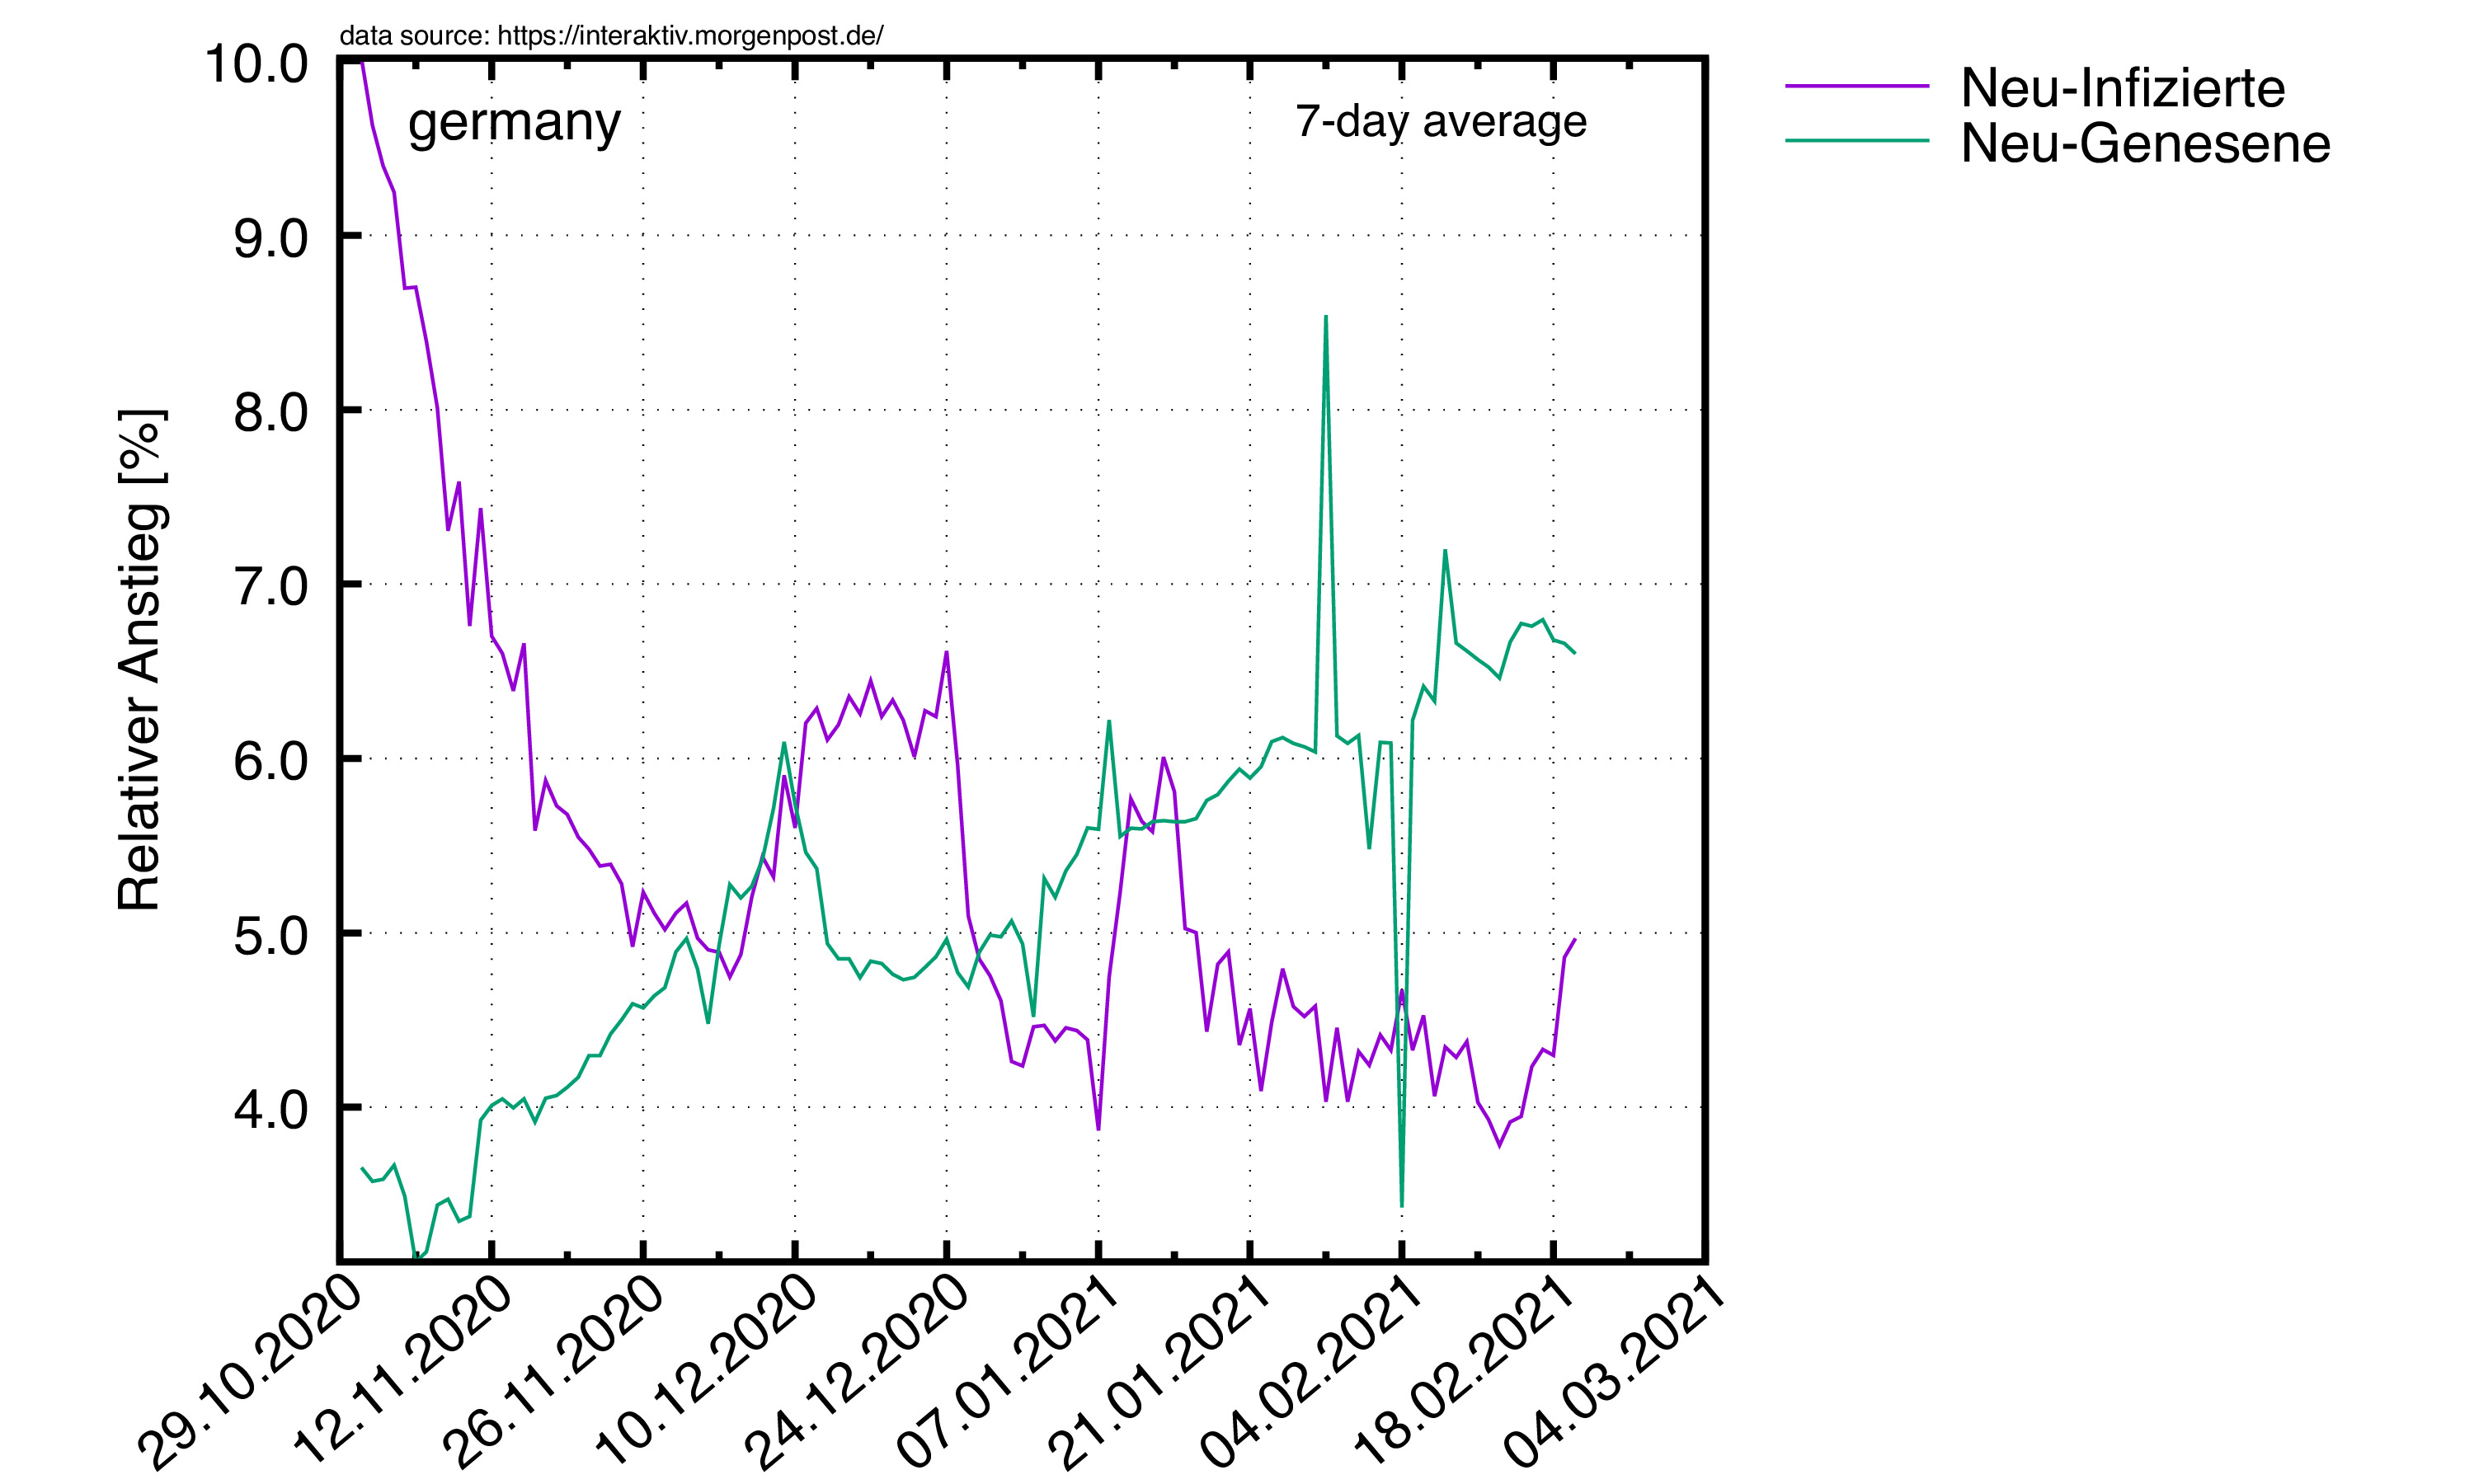 data source: https://interaktiv.morgenpost.de/
germany
7-day average
Neu-Infizierte
Neu-Genesene
Relativer Anstieg [%]
10.0
9.0
8.0
7.0
6.0
5.0
4.0
29.10.2020
12.11.2020
26.11.2020
10.12.2020
24.12.2020
07.01.2021
21.01.2021
04.02.2021
18.02.2021
04.03.2021